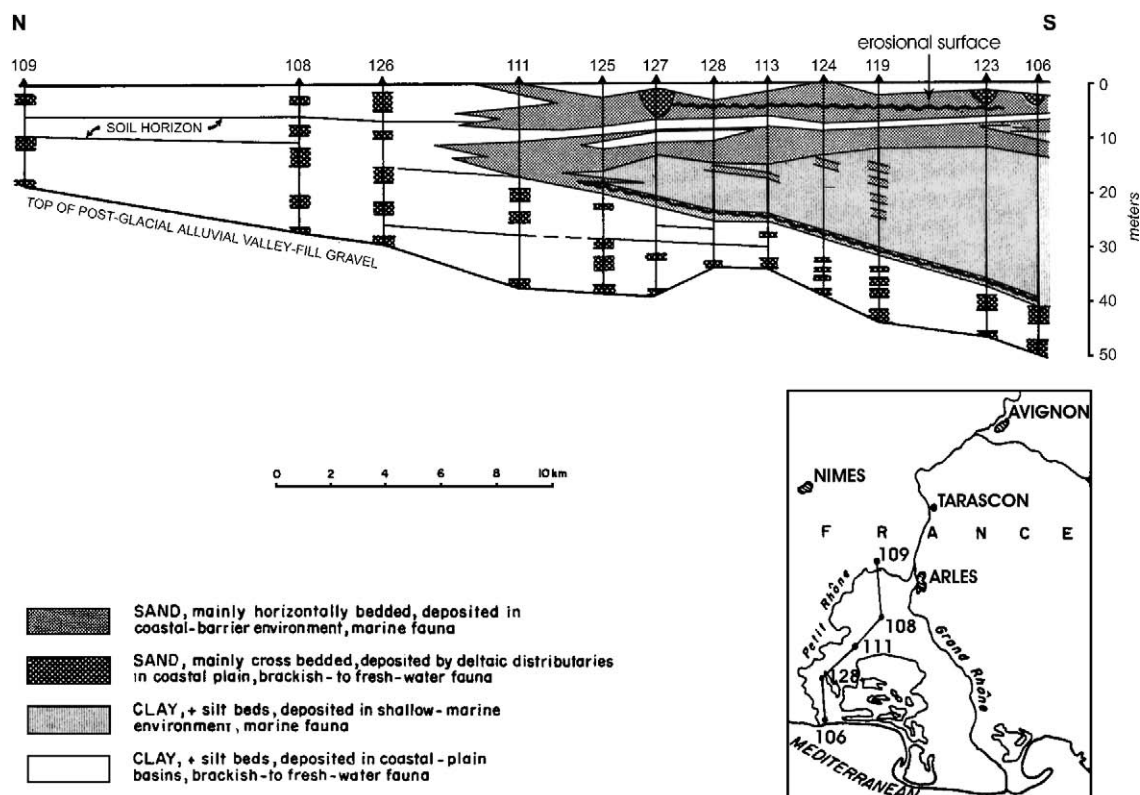 N
S
erosional surface
109 108 126 111 125 127 128 113 124 119 123 106
0
10
20
30
40
50
meters
SOIL HORIZON
TOP OF POST-GLACIAL ALLUVIAL VALLEY-FILL GRAVEL
0 2 4 6 8 10 km
SAND, mainly horizontally bedded, deposited in
coastal-barrier environment, marine fauna
SAND, mainly cross bedded, deposited by deltaic distributaries
in coastal plain, brackish-to fresh-water fauna
CLAY, + silt beds, deposited in shallow-marine
environment, marine fauna
CLAY, + silt beds, deposited in coastal-plain
basins, brackish-to fresh-water fauna
AVIGNON
NIMES
TARASCON
F R A N C E
109
ARLES
Petit Rhône
108
Grand Rhône
111
128
106
MEDITERRANEAN